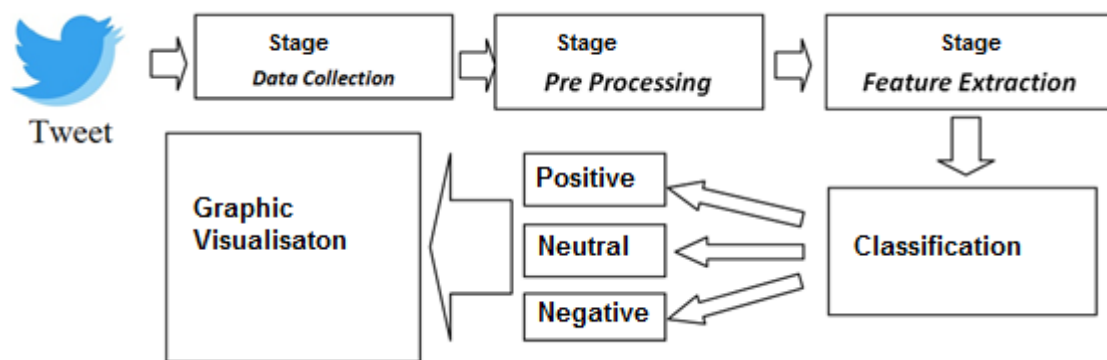 Tweet
Stage
Data Collection
Stage
Pre Processing
Stage
Feature Extraction
Classification
Positive
Neutral
Negative
Graphic
Visualisaton